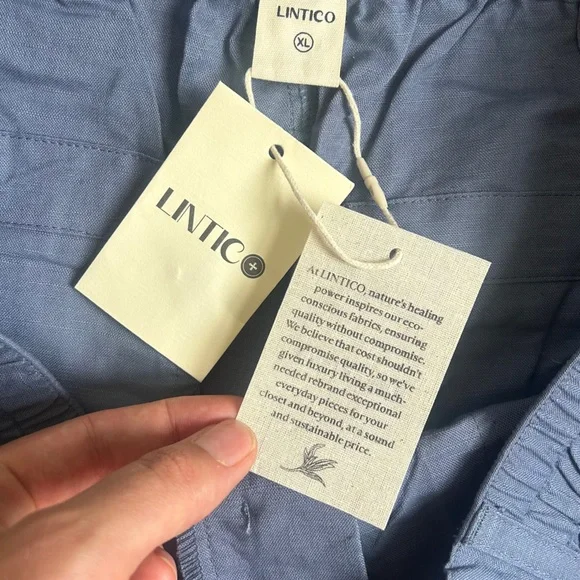 LINTICO
XL
LINTICO
At LINTICO, nature's healing
power inspires our eco-
conscious fabrics, ensuring
quality without compromise.
We believe that cost shouldn't
compromise quality, so we've
given luxury living a much-
needed rebrand exceptional
everyday pieces for your
closet and beyond, at a sound
and sustainable price.